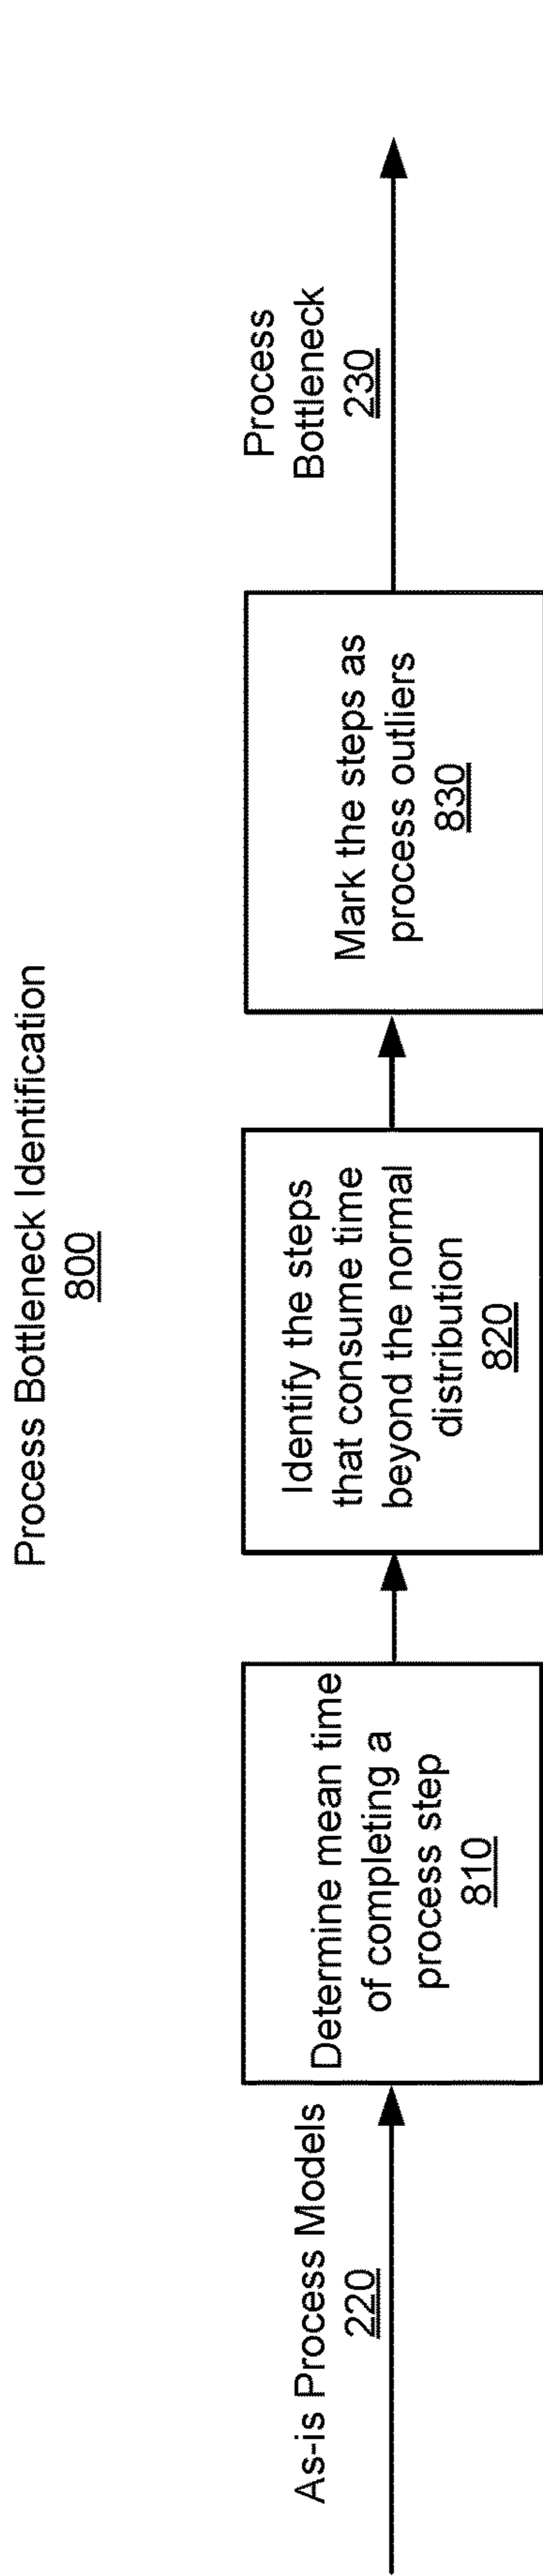 Process Bottleneck Identification
800
As-is Process Models
220
Determine mean time
of completing a
process step
810
Identify the steps
that consume time
beyond the normal
distribution
820
Mark the steps as
process outliers
830
Process
Bottleneck
230